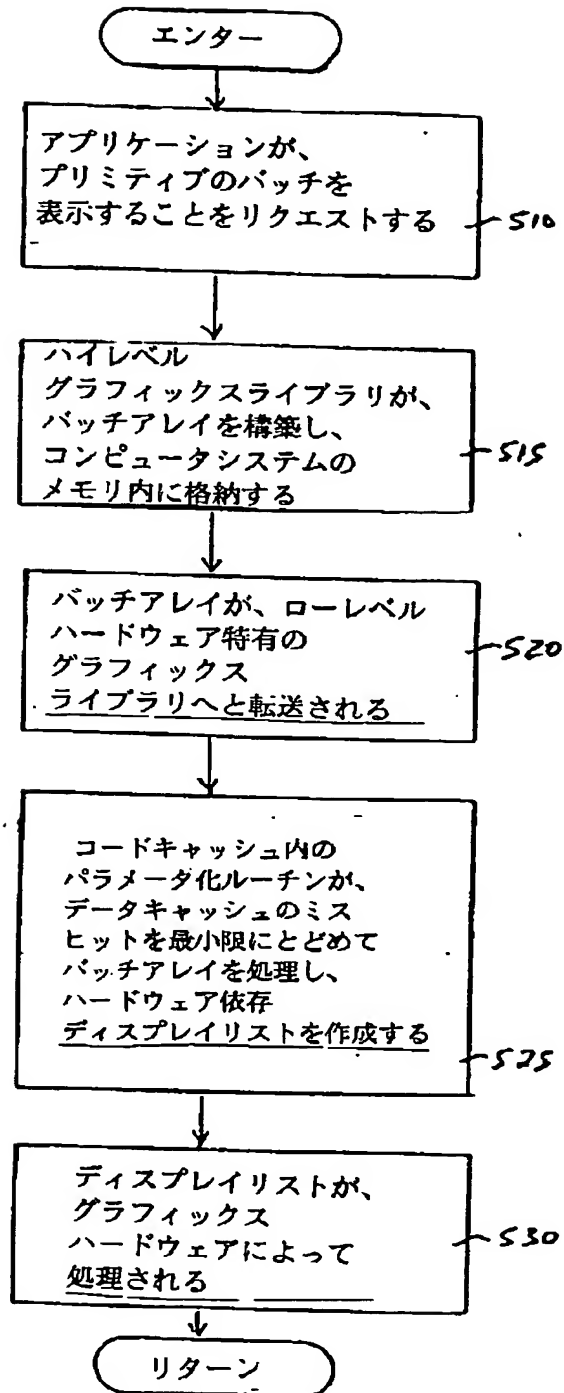 エンター
アプリケーションが、
プリミティブのバッチを
表示することをリクエストする
510
ハイレベル
グラフィックスライブラリが、
バッチアレイを構築し、
コンピュータシステムの
メモリ内に格納する
515
バッチアレイが、ローレベル
ハードウェア特有の
グラフィックス
ライブラリへと転送される
520
コードキャッシュ内の
パラメータ化ルーチンが、
データキャッシュのミス
ヒットを最小限にとどめて
バッチアレイを処理し、
ハードウェア依存
ディスプレイリストを作成する
525
ディスプレイリストが、
グラフィックス
ハードウェアによって
処理される
530
リターン